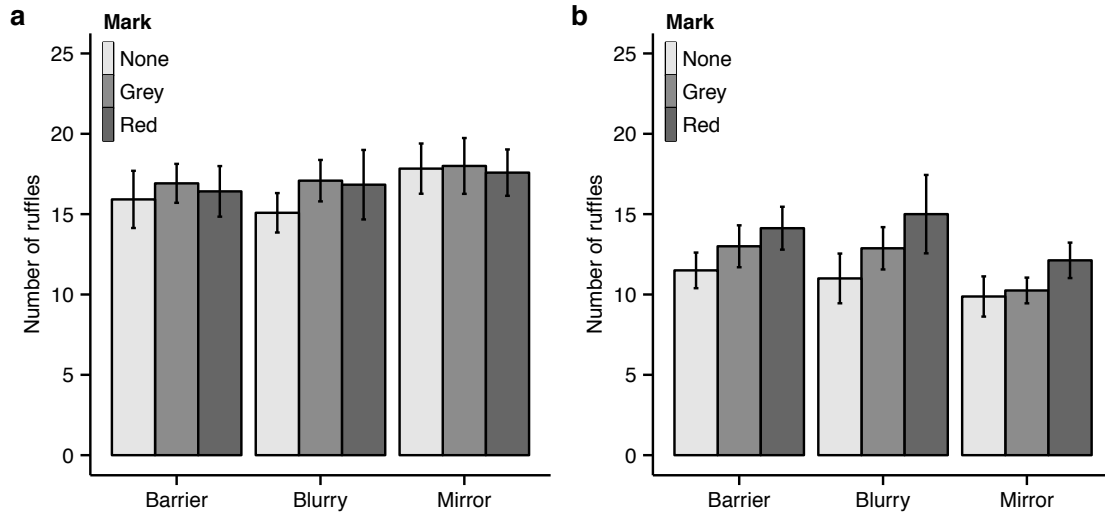 a
Mark
None
Grey
Red
Number of ruffles
25
20
15
10
5
0
Barrier Blurry Mirror
b
Mark
None
Grey
Red
Number of ruffles
25
20
15
10
5
0
Barrier Blurry Mirror